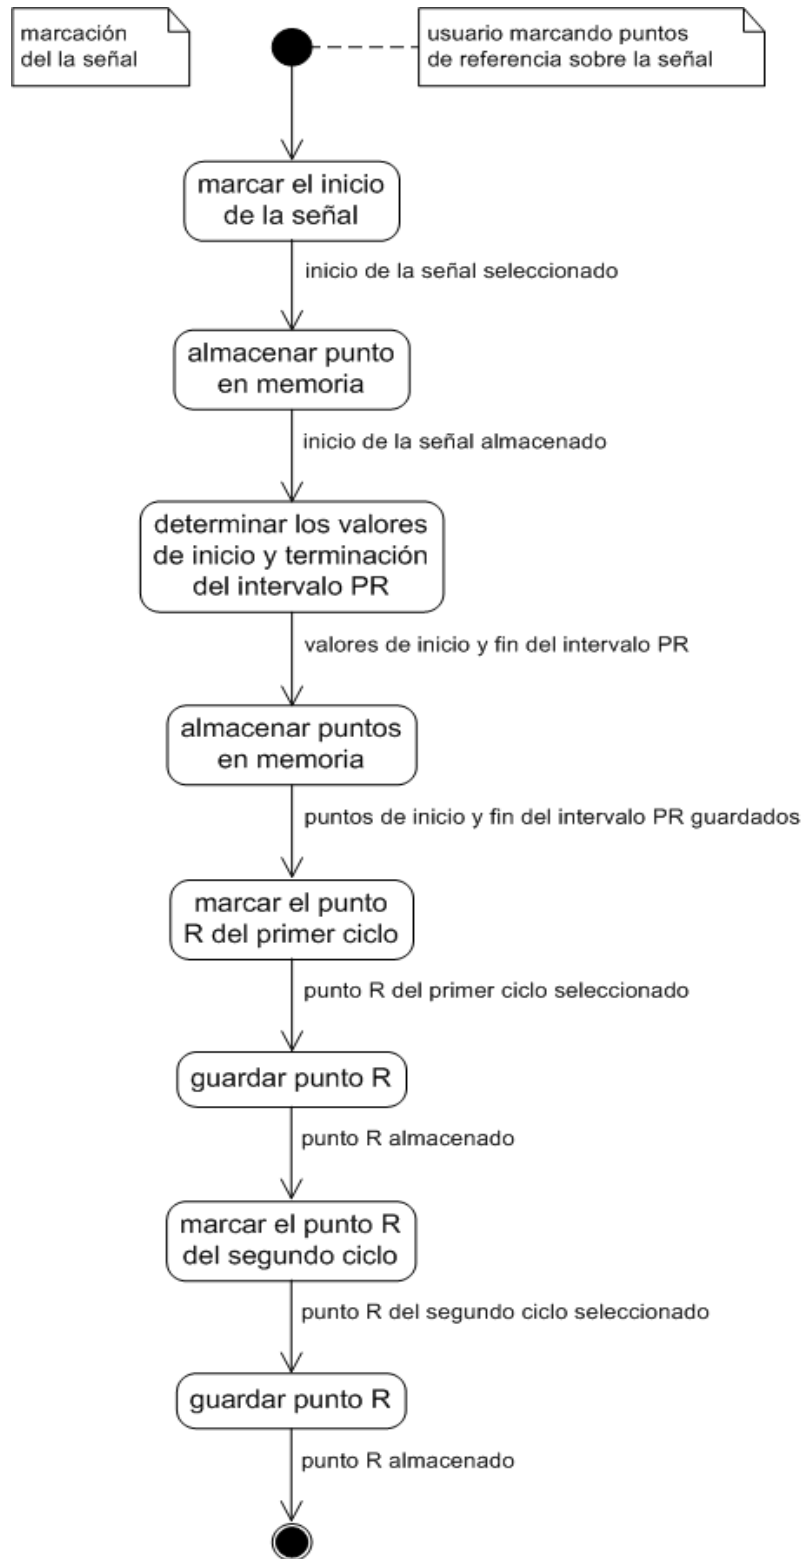 marcación
del la señal
usuario marcando puntos
de referencia sobre la señal
marcar el inicio
de la señal
inicio de la señal seleccionado
almacenar punto
en memoria
inicio de la señal almacenado
determinar los valores
de inicio y terminación
del intervalo PR
valores de inicio y fin del intervalo PR
almacenar puntos
en memoria
puntos de inicio y fin del intervalo PR guardados
marcar el punto
R del primer ciclo
punto R del primer ciclo seleccionado
guardar punto R
punto R almacenado
marcar el punto R
del segundo ciclo
punto R del segundo ciclo seleccionado
guardar punto R
punto R almacenado